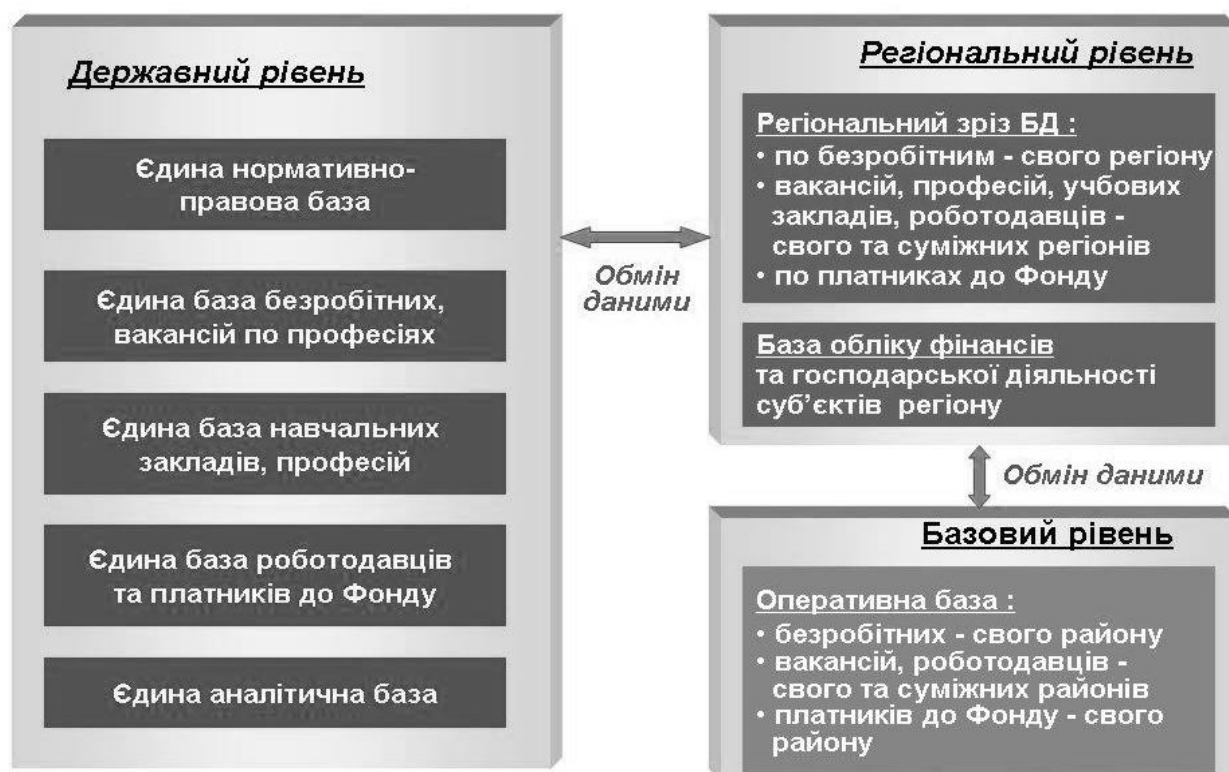 Державний рівень
Єдина нормативно-
правова база
Єдина база безробітних,
вакансій по професіях
Єдина база навчальних
закладів, професій
Єдина база роботодавців
та платників до Фонду
Єдина аналітична база
Обмін
даними
Регіональний рівень
Регіональний зріз БД :
• по безробітним - свого регіону
• вакансій, професій, учбових
закладів, роботодавців -
свого та суміжних регіонів
• по платниках до Фонду
База обліку фінансів
та господарської діяльності
суб’єктів регіону
Обмін даними
Базовий рівень
Оперативна база :
• безробітних - свого району
• вакансій, роботодавців -
свого та суміжних районів
• платників до Фонду - свого
району